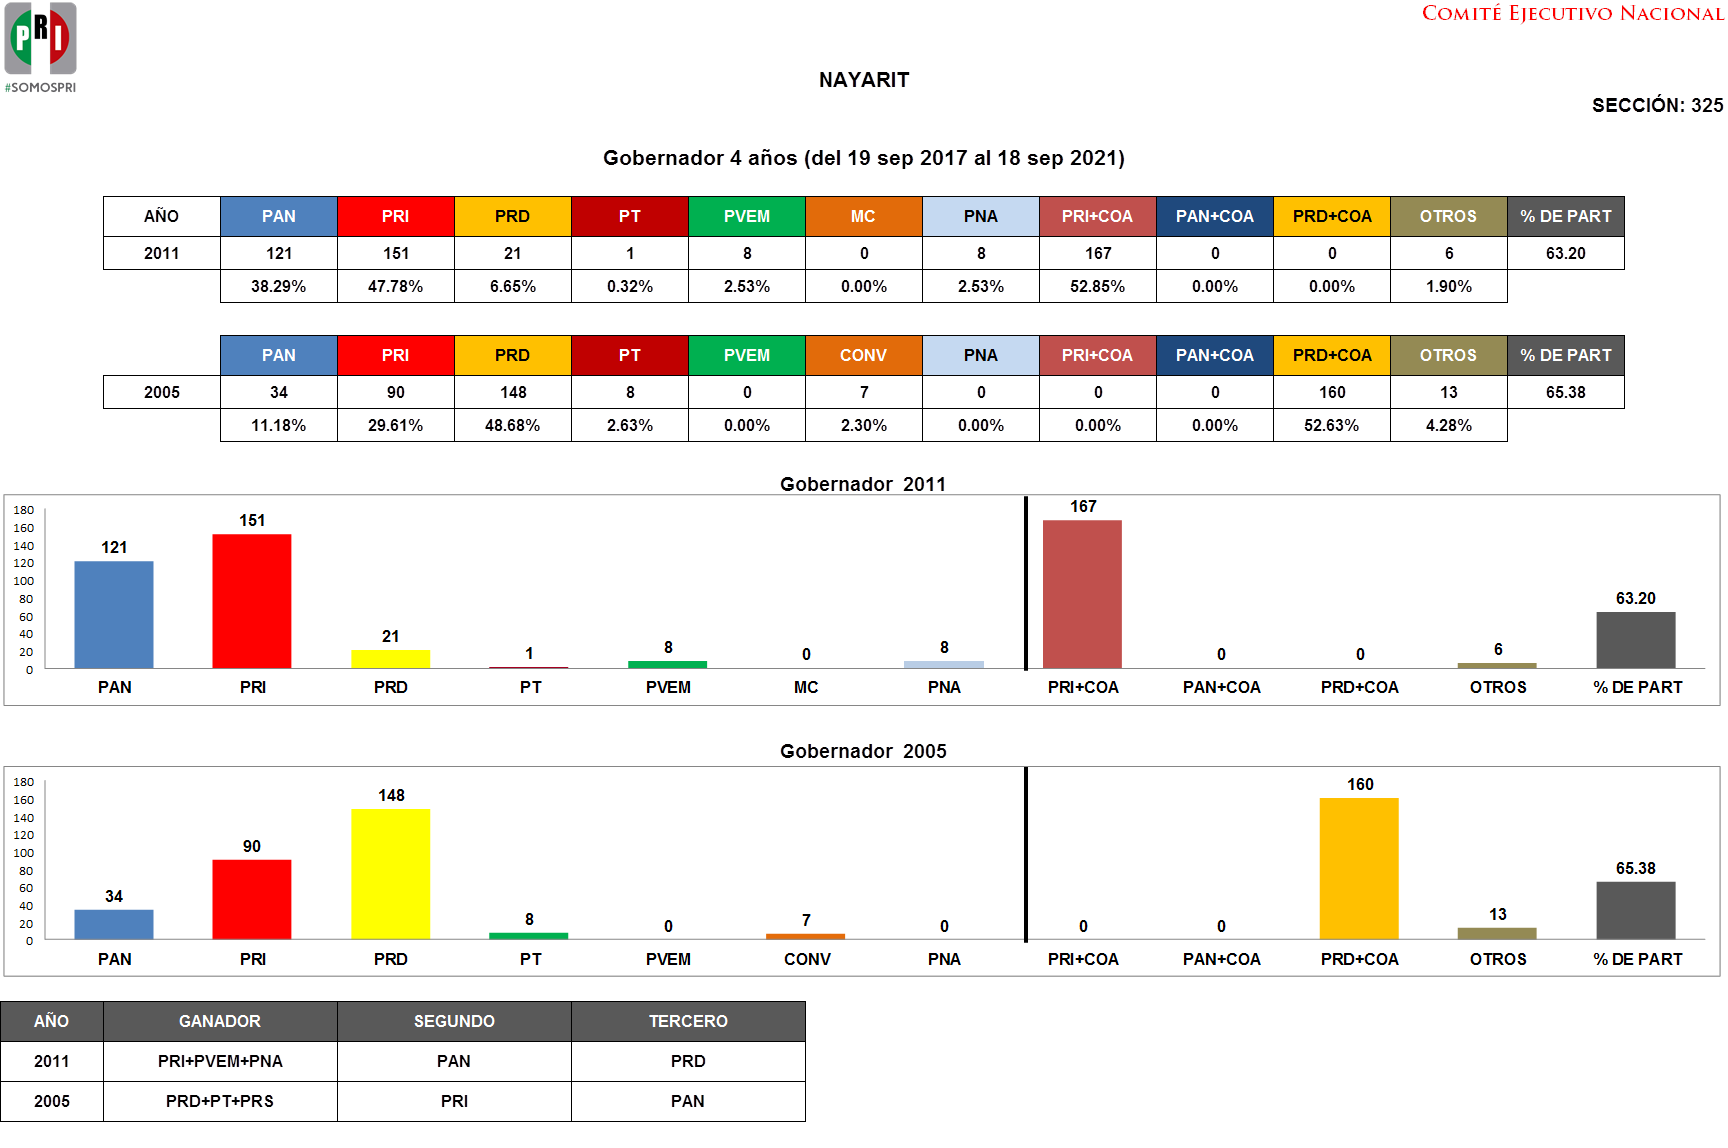 PRI
#SOMOSPRI
COMITÉ EJECUTIVO NACIONAL
NAYARIT
SECCIÓN: 325
Gobernador 4 años (del 19 sep 2017 al 18 sep 2021)
AÑO PAN PRI PRD PT PVEM MC PNA PRI+COA PAN+COA PRD+COA OTROS % DE PART
2011 121 151 21 1 8 0 8 167 0 0 6 63.20
38.29% 47.78% 6.65% 0.32% 2.53% 0.00% 2.53% 52.85% 0.00% 0.00% 1.90%
PAN PRI PRD PT PVEM CONV PNA PRI+COA PAN+COA PRD+COA OTROS % DE PART
2005 34 90 148 8 0 7 0 0 0 160 13 65.38
11.18% 29.61% 48.68% 2.63% 0.00% 2.30% 0.00% 0.00% 0.00% 52.63% 4.28%
Gobernador 2011
180
160
140
120
100
80
60
40
20
0
121 151 21 1 8 0 8 167 0 0 6 63.20
PAN PRI PRD PT PVEM MC PNA PRI+COA PAN+COA PRD+COA OTROS % DE PART
Gobernador 2005
180
160
140
120
100
80
60
40
20
0
34 90 148 8 0 7 0 0 0 160 13 65.38
PAN PRI PRD PT PVEM CONV PNA PRI+COA PAN+COA PRD+COA OTROS % DE PART
AÑO GANADOR SEGUNDO TERCERO
2011 PRI+PVEM+PNA PAN PRD
2005 PRD+PT+PRS PRI PAN